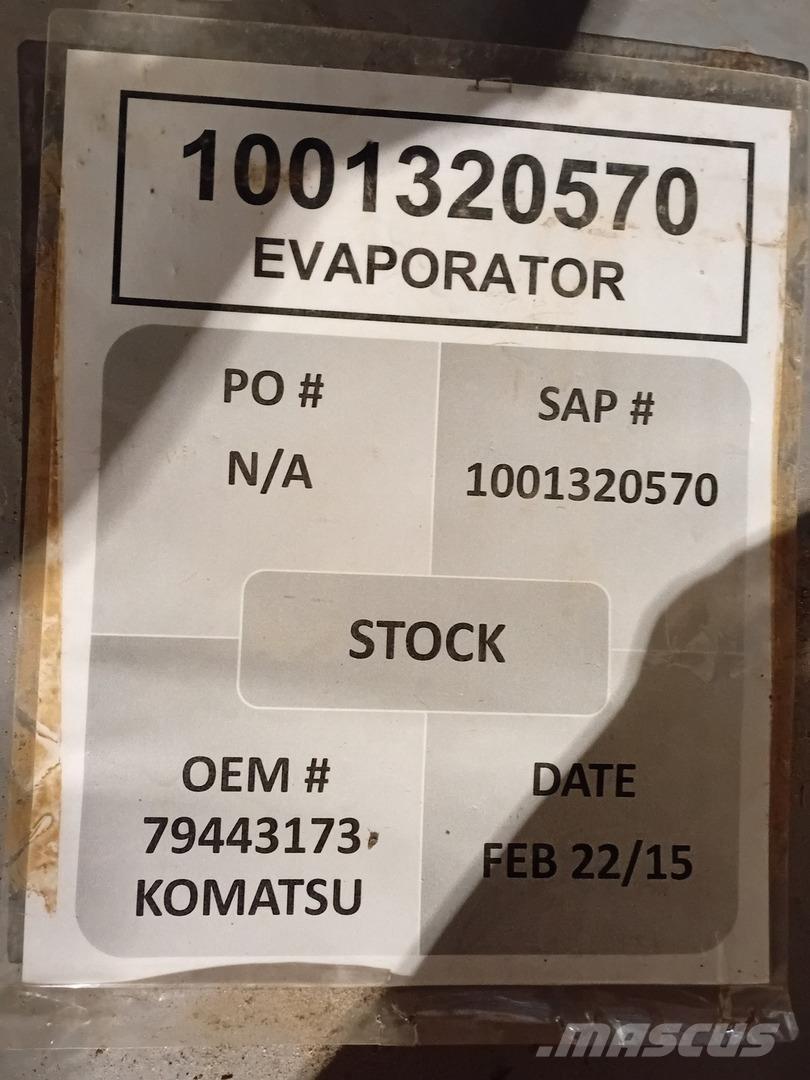 1001320570
EVAPORATOR
PO #
N/A
SAP #
1001320570
STOCK
OEM #
79443173
KOMATSU
DATE
FEB 22/15
mascus